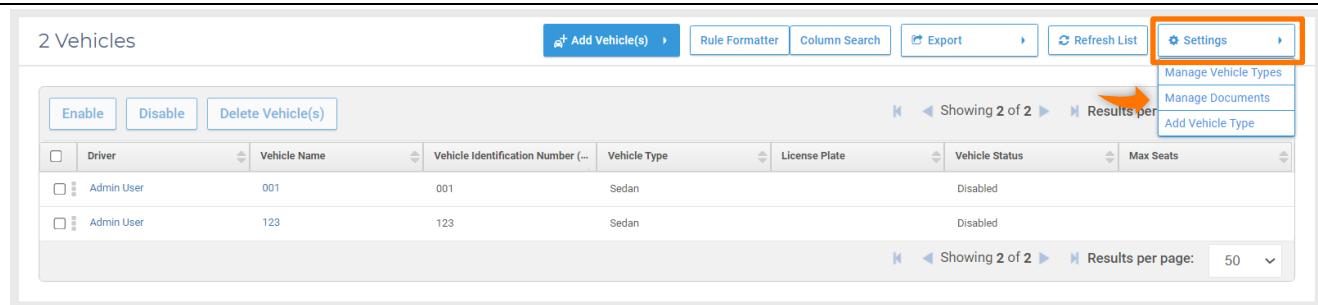 2 Vehicles
Add Vehicle(s)
Rule Formatter
Column Search
Export
Refresh List
Settings
Manage Vehicle Types
Manage Documents
Add Vehicle Type
Enable
Disable
Delete Vehicle(s)
Showing 2 of 2
Results per
Driver
Vehicle Name
Vehicle Identification Number (...
Vehicle Type
License Plate
Vehicle Status
Max Seats
Admin User
001
001
Sedan
Disabled
Admin User
123
123
Sedan
Disabled
Showing 2 of 2
Results per page:
50